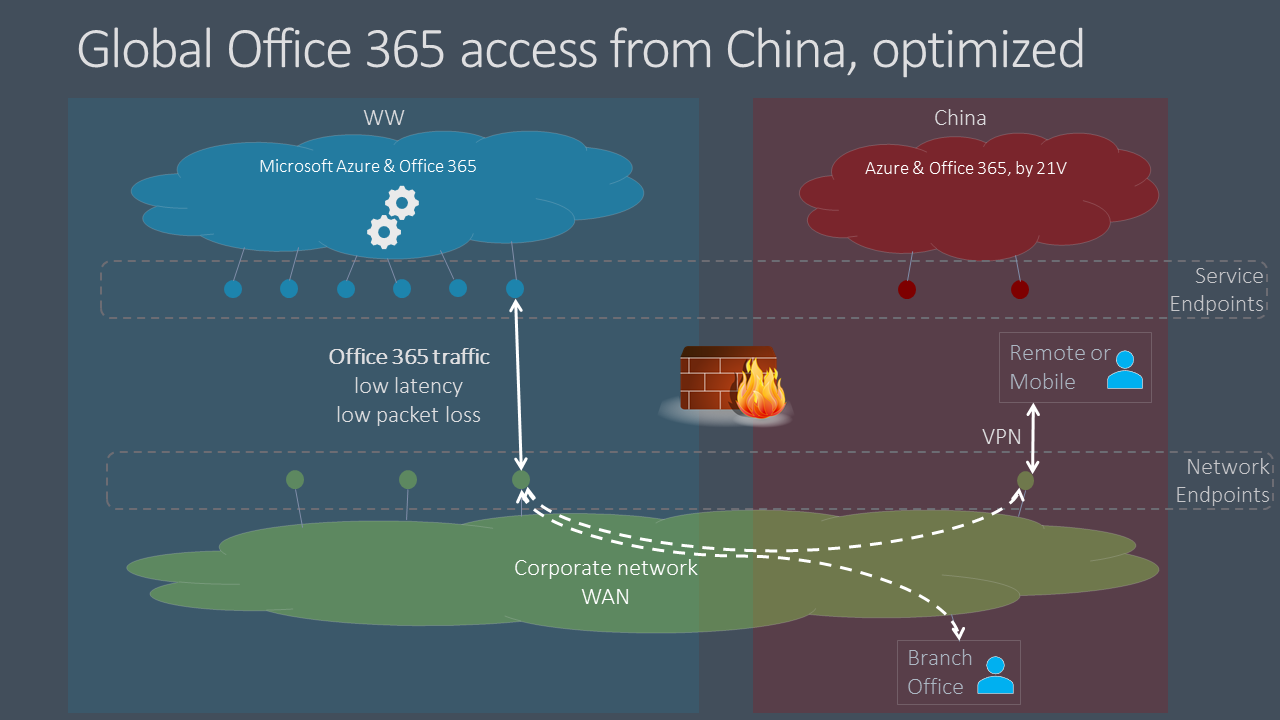 Global Office 365 access from China, optimized
WW
China
Microsoft Azure & Office 365
Azure & Office 365, by 21V
Service
Endpoints
Office 365 traffic
low latency
low packet loss
Remote or
Mobile
VPN
Network
Endpoints
Corporate network
WAN
Branch
Office